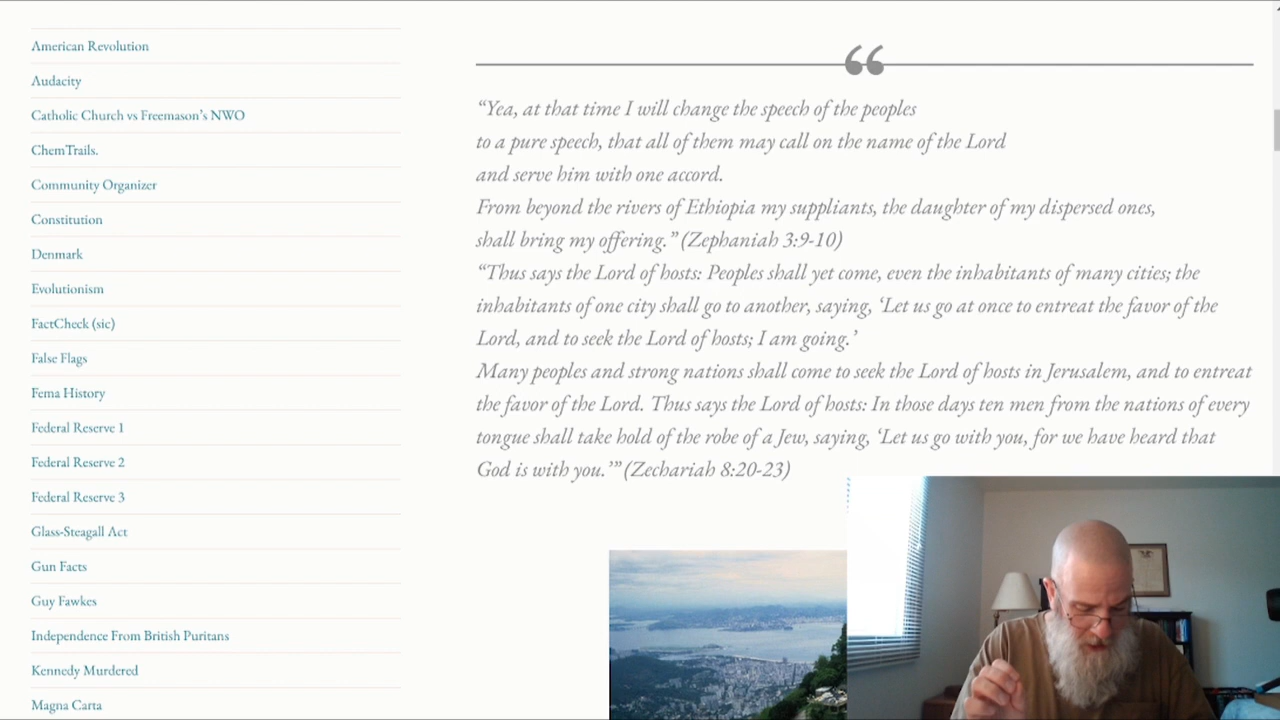 American Revolution
Audacity
Catholic Church vs Freemason’s NWO
ChemTrails.
Community Organizer
Constitution
Denmark
Evolutionism
FactCheck (sic)
False Flags
Fema History
Federal Reserve 1
Federal Reserve 2
Federal Reserve 3
Glass-Steagall Act
Gun Facts
Guy Fawkes
Independence From British Puritans
Kennedy Murdered
Magna Carta
“Yea, at that time I will change the speech of the peoples
to a pure speech, that all of them may call on the name of the Lord
and serve him with one accord.
From beyond the rivers of Ethiopia my suppliants, the daughter of my dispersed ones,
shall bring my offering.” (Zephaniah 3:9-10)
“Thus says the Lord of hosts: Peoples shall yet come, even the inhabitants of many cities; the
inhabitants of one city shall go to another, saying, ‘Let us go at once to entreat the favor of the
Lord, and to seek the Lord of hosts; I am going.’
Many peoples and strong nations shall come to seek the Lord of hosts in Jerusalem, and to entreat
the favor of the Lord. Thus says the Lord of hosts: In those days ten men from the nations of every
tongue shall take hold of the robe of a Jew, saying, ‘Let us go with you, for we have heard that
God is with you.’” (Zechariah 8:20-23)